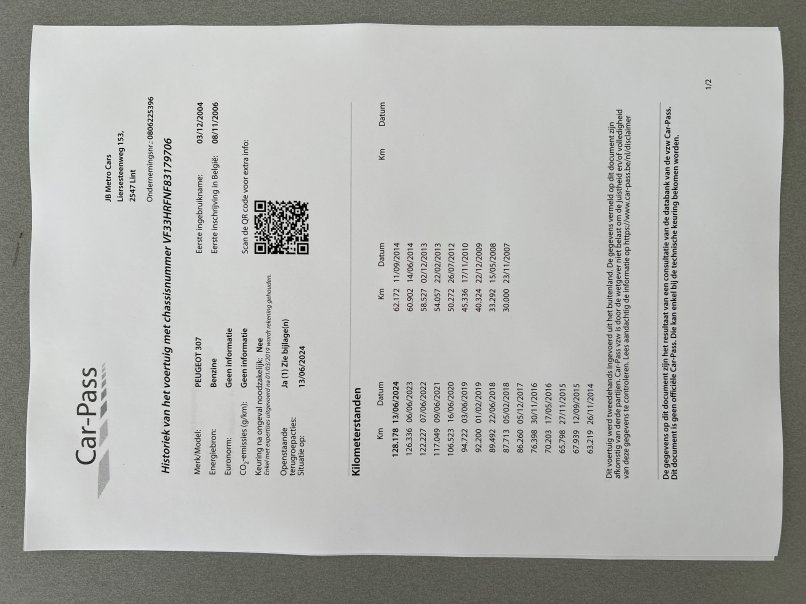 Car-Pass
JB Metro Cars
Liersesteenweg 153,
2547 Lint
Ondernemingsnr.: 0806225396
Historiek van het voertuig met chassisnummer VF33HRFNF83179706
Merk/Model: PEUGEOT 307 Eerste ingebruikname: 03/12/2004
Energiebron: Benzine Eerste inschrijving in België: 08/11/2006
Euronorm: Geen informatie
CO2-emissies (g/km): Geen informatie Scan de QR code voor extra info:
Keuring na ongeval noodzakelijk: Nee
Enkel met expertises uitgevoerd na 01/03/2019 wordt rekening gehouden.
Openstaande Ja (1) Zie bijlage(n)
terugroepacties:
Situatie op: 13/06/2024
Kilometerstanden
Km Datum Km Datum Km Datum
128.178 13/06/2024 62.172 11/09/2014
126.336 06/06/2023 60.902 14/06/2014
122.227 07/06/2022 58.527 02/12/2013
117.049 09/06/2021 54.057 22/02/2013
106.523 16/06/2020 50.272 26/07/2012
94.722 03/06/2019 45.336 17/11/2010
92.200 01/02/2019 40.324 22/12/2009
89.492 22/06/2018 33.292 15/05/2008
87.713 05/02/2018 30.000 23/11/2007
86.260 05/12/2017
76.398 30/11/2016
70.203 17/05/2016
65.798 27/11/2015
67.939 12/09/2015
63.219 26/11/2014
Dit voertuig werd tweedehands ingevoerd uit het buitenland. De gegevens vermeld op dit document zijn
afkomstig van derde partijen. Car-Pass vzw is door de wetgever niet belast om de juistheid en/of volledigheid
van deze gegevens te controleren. Lees aandachtig de informatie op https://www.car-pass.be/nl/disclaimer
De gegevens op dit document zijn het resultaat van een consultatie van de databank van de vzw Car-Pass.
Dit document is geen officiële Car-Pass. Die kan enkel bij de technische keuring bekomen worden.
1/2